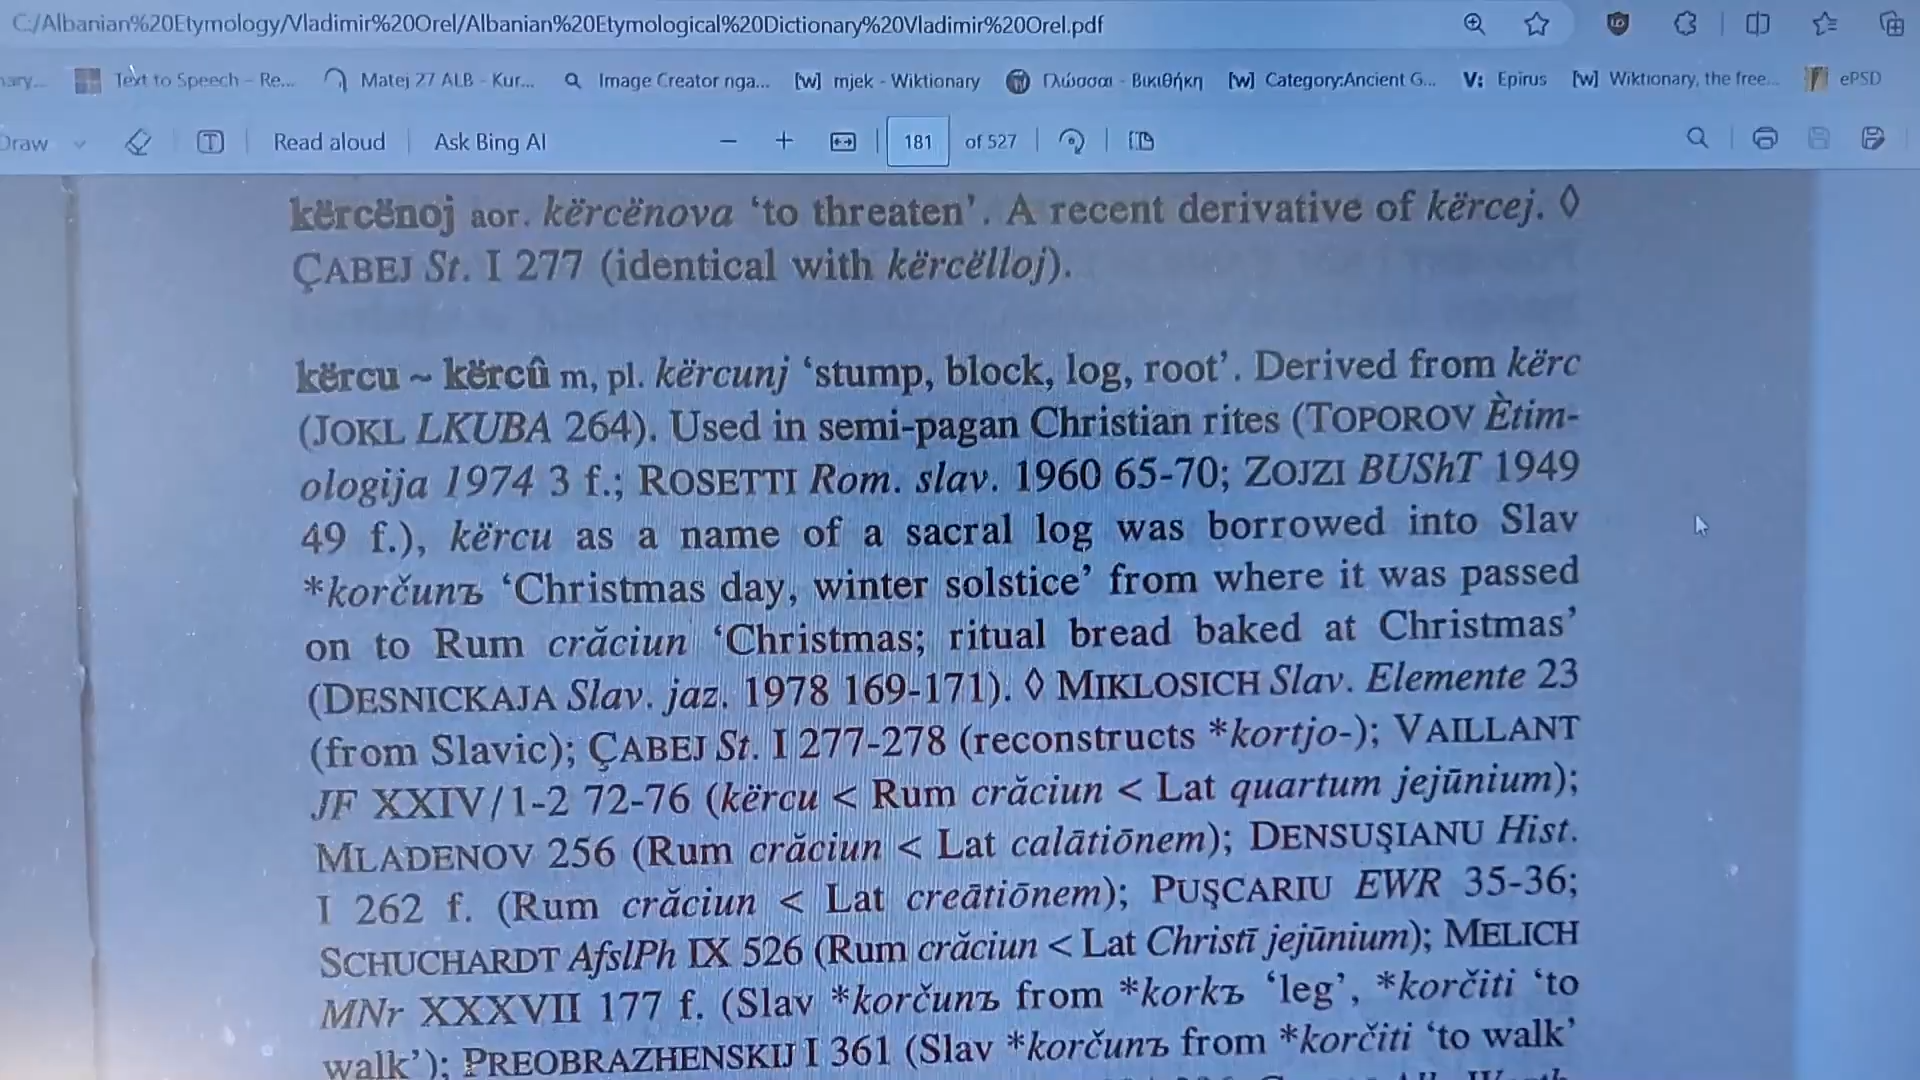 C:/Albanian%20Etymology/Vladimir%20Orel/Albanian%20Etymological%20Dictionary%20Vladimir%20Orel.pdf
Text to Speech – Re... Matej 27 ALB - Kur... Image Creator nga... [w] mjek - Wiktionary Γλώσσαι - Βικιθήκη [w] Category:Ancient G... V: Epirus [w] Wiktionary, the free... ePSD
Draw Read aloud Ask Bing AI 181 of 527
kërcënoj aor. kërcënova ‘to threaten’. A recent derivative of kërcej. ◊
ÇABEJ St. I 277 (identical with kërcëlloj).
kërcu ~ kërcû m, pl. kërcunj ‘stump, block, log, root’. Derived from kërc
(JOKL LKUBA 264). Used in semi-pagan Christian rites (TOPOROV Ètim-
ologija 1974 3 f.; ROSETTI Rom. slav. 1960 65-70; ZOJZI BUShT 1949
49 f.), kërcu as a name of a sacral log was borrowed into Slav
*korčunъ ‘Christmas day, winter solstice’ from where it was passed
on to Rum crăciun ‘Christmas; ritual bread baked at Christmas’
(DESNICKAJA Slav. jaz. 1978 169-171). ◊ MIKLOSICH Slav. Elemente 23
(from Slavic); ÇABEJ St. I 277-278 (reconstructs *kortjo-); VAILLANT
JF XXIV/1-2 72-76 (kërcu < Rum crăciun < Lat quartum jejūnium);
MLADENOV 256 (Rum crăciun < Lat calātiōnem); DENSUŞIANU Hist.
I 262 f. (Rum crăciun < Lat creātiōnem); PUŞCARIU EWR 35-36;
SCHUCHARDT AfslPh IX 526 (Rum crăciun < Lat Christī jejūnium); MELICH
MNr XXXVII 177 f. (Slav *korčunъ from *korkъ ‘leg’, *korčiti ‘to
walk’); PREOBRAZHENSKIJ I 361 (Slav *korčunъ from *korčiti ‘to walk’